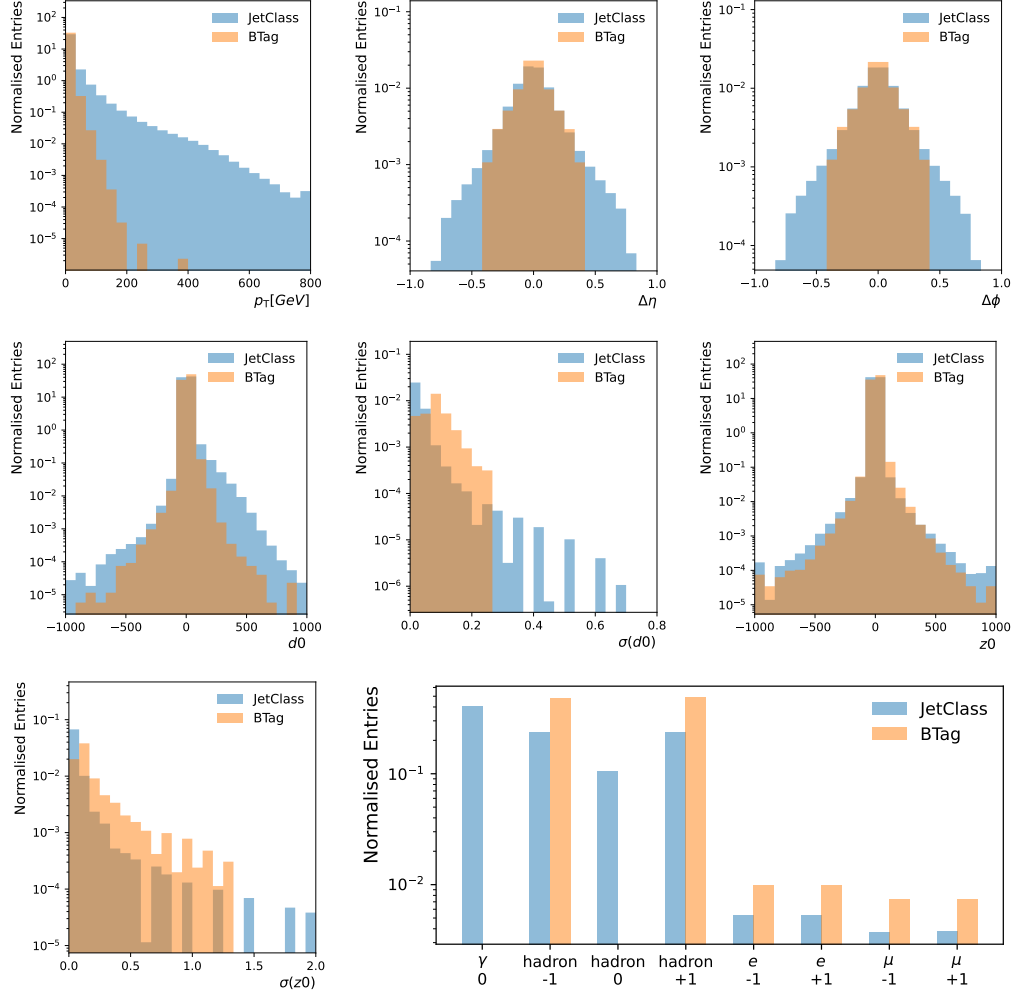 Normalised Entries
10²
10¹
10⁰
10⁻¹
10⁻²
10⁻³
10⁻⁴
10⁻⁵
JetClass
BTag
0 200 400 600 800
p_T[GeV]
Normalised Entries
10⁻¹
10⁻²
10⁻³
10⁻⁴
JetClass
BTag
−1.0 −0.5 0.0 0.5 1.0
Δη
Normalised Entries
10⁻¹
10⁻²
10⁻³
10⁻⁴
JetClass
BTag
−1.0 −0.5 0.0 0.5 1.0
Δϕ
Normalised Entries
10²
10¹
10⁰
10⁻¹
10⁻²
10⁻³
10⁻⁴
10⁻⁵
JetClass
BTag
−1000 −500 0 500 1000
d0
Normalised Entries
10⁻¹
10⁻²
10⁻³
10⁻⁴
10⁻⁵
10⁻⁶
JetClass
BTag
0.0 0.2 0.4 0.6 0.8
σ(d0)
Normalised Entries
10²
10¹
10⁰
10⁻¹
10⁻²
10⁻³
10⁻⁴
10⁻⁵
JetClass
BTag
−1000 −500 0 500 1000
z0
Normalised Entries
10⁻¹
10⁻²
10⁻³
10⁻⁴
10⁻⁵
JetClass
BTag
0.0 0.5 1.0 1.5 2.0
σ(z0)
Normalised Entries
10⁻¹
10⁻²
JetClass
BTag
γ hadron hadron hadron e e μ μ
0 -1 0 +1 -1 +1 -1 +1